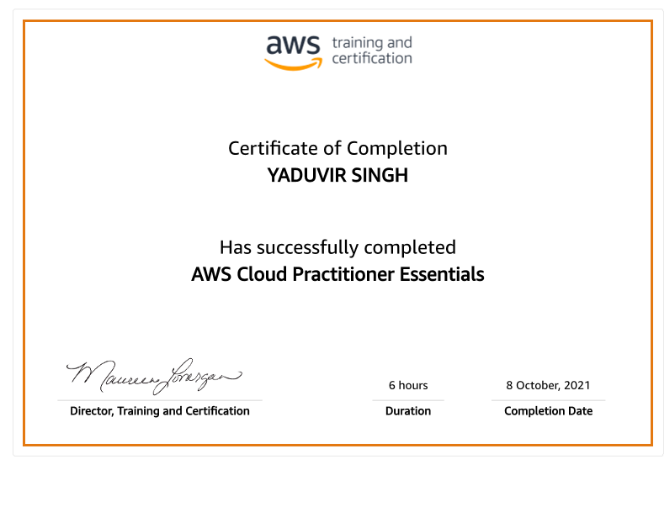 aws training and
certification
Certificate of Completion
YADUVIR SINGH
Has successfully completed
AWS Cloud Practitioner Essentials
Maureen Lonergan
6 hours
8 October, 2021
Director, Training and Certification
Duration
Completion Date